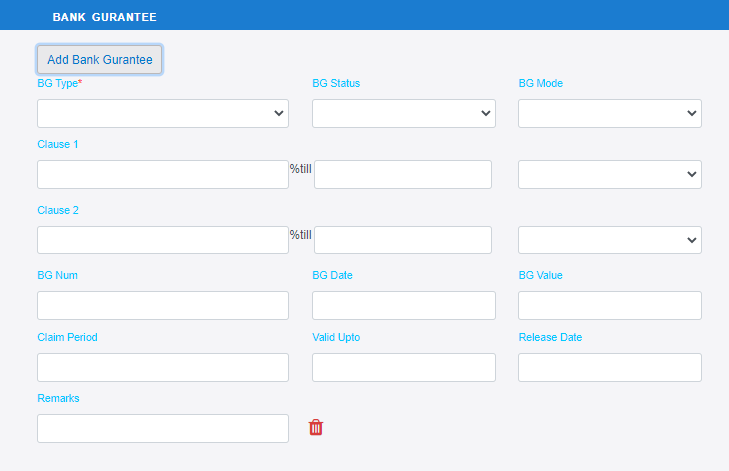 BANK GURANTEE
Add Bank Gurantee
BG Type* BG Status BG Mode
Clause 1
%till
Clause 2
%till
BG Num BG Date BG Value
Claim Period Valid Upto Release Date
Remarks